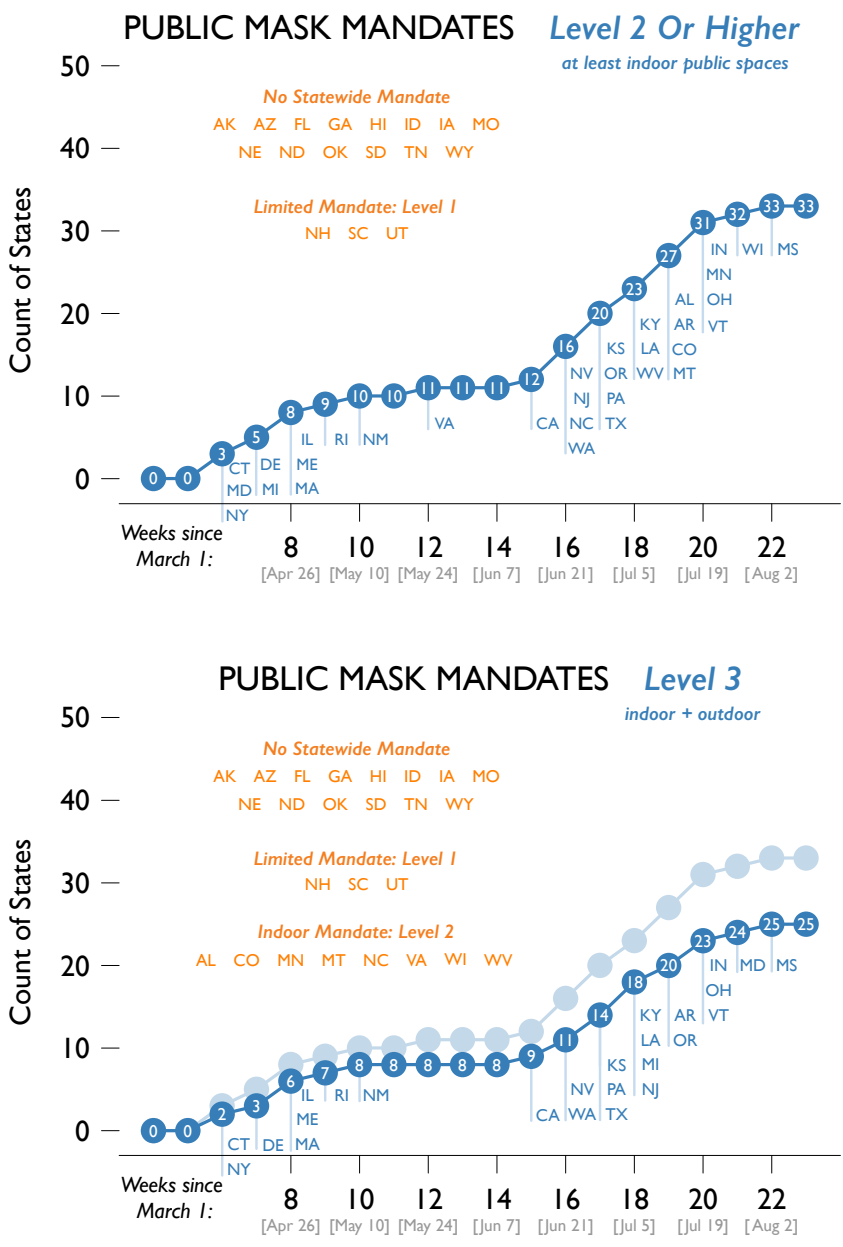 PUBLIC MASK MANDATES Level 2 Or Higher
at least indoor public spaces
50
40
30
20
10
0
Count of States
No Statewide Mandate
AK AZ FL GA HI ID IA MO
NE ND OK SD TN WY
Limited Mandate: Level 1
NH SC UT
0 0 3 5 8 9 10 10 11 11 11 12 16 20 23 27 31 32 33 33
CT
MD
NY
DE
MI
IL
ME
MA
RI
NM
VA
CA
NV
NJ
NC
WA
KS
OR
PA
TX
KY
LA
WV
AL
AR
CO
MT
IN
MN
OH
VT
WI
MS
Weeks since
March 1:
8 10 12 14 16 18 20 22
[Apr 26] [May 10] [May 24] [Jun 7] [Jun 21] [Jul 5] [Jul 19] [Aug 2]
PUBLIC MASK MANDATES Level 3
indoor + outdoor
50
40
30
20
10
0
Count of States
No Statewide Mandate
AK AZ FL GA HI ID IA MO
NE ND OK SD TN WY
Limited Mandate: Level 1
NH SC UT
Indoor Mandate: Level 2
AL CO MN MT NC VA WI WV
0 0 2 3 6 7 8 8 8 8 8 9 11 14 18 20 23 24 25 25
CT
NY
DE
IL
ME
MA
RI
NM
CA
NV
WA
KS
PA
TX
KY
LA
MI
NJ
AR
OR
IN
OH
VT
MD
MS
Weeks since
March 1:
8 10 12 14 16 18 20 22
[Apr 26] [May 10] [May 24] [Jun 7] [Jun 21] [Jul 5] [Jul 19] [Aug 2]